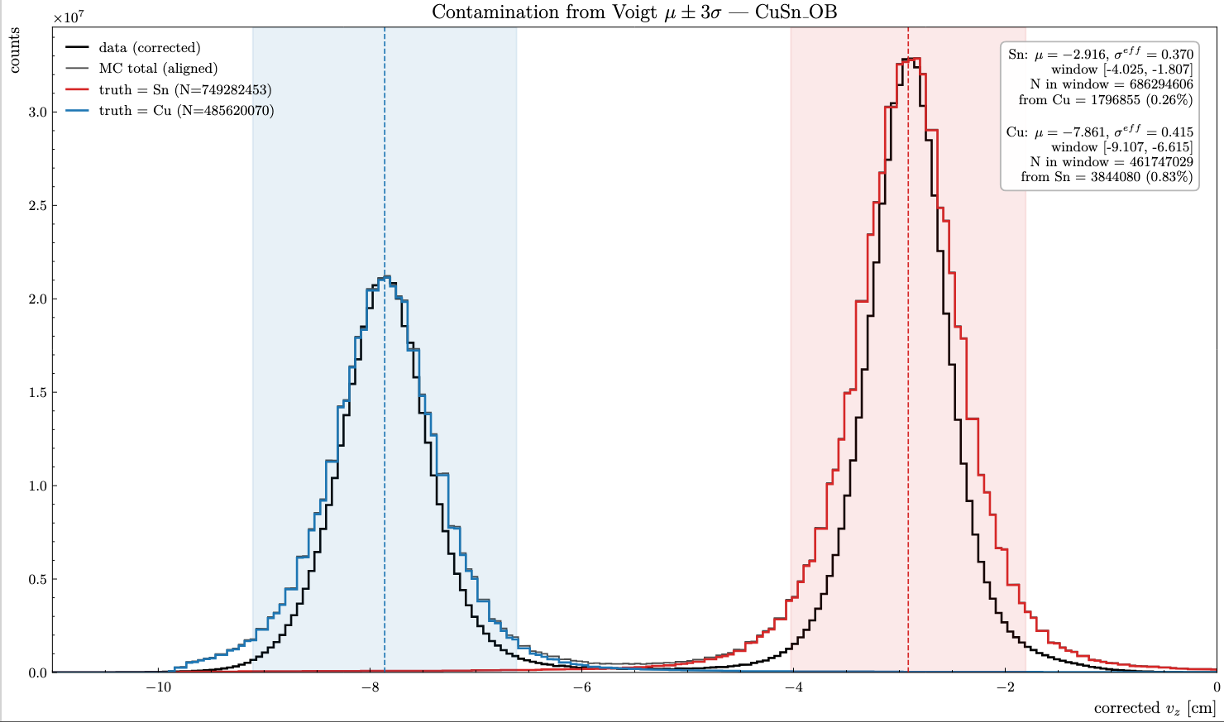 Contamination from Voigt μ ± 3σ — CuSn_OB
×10⁷
counts
data (corrected)
MC total (aligned)
truth = Sn (N=749282453)
truth = Cu (N=485620070)
Sn: μ = −2.916, σ^{eff} = 0.370
window [-4.025, -1.807]
N in window = 686294606
from Cu = 1796855 (0.26%)
Cu: μ = −7.861, σ^{eff} = 0.415
window [-9.107, -6.615]
N in window = 461747029
from Sn = 3844080 (0.83%)
3.0
2.5
2.0
1.5
1.0
0.5
0.0
−10
−8
−6
−4
−2
0
corrected v_z [cm]